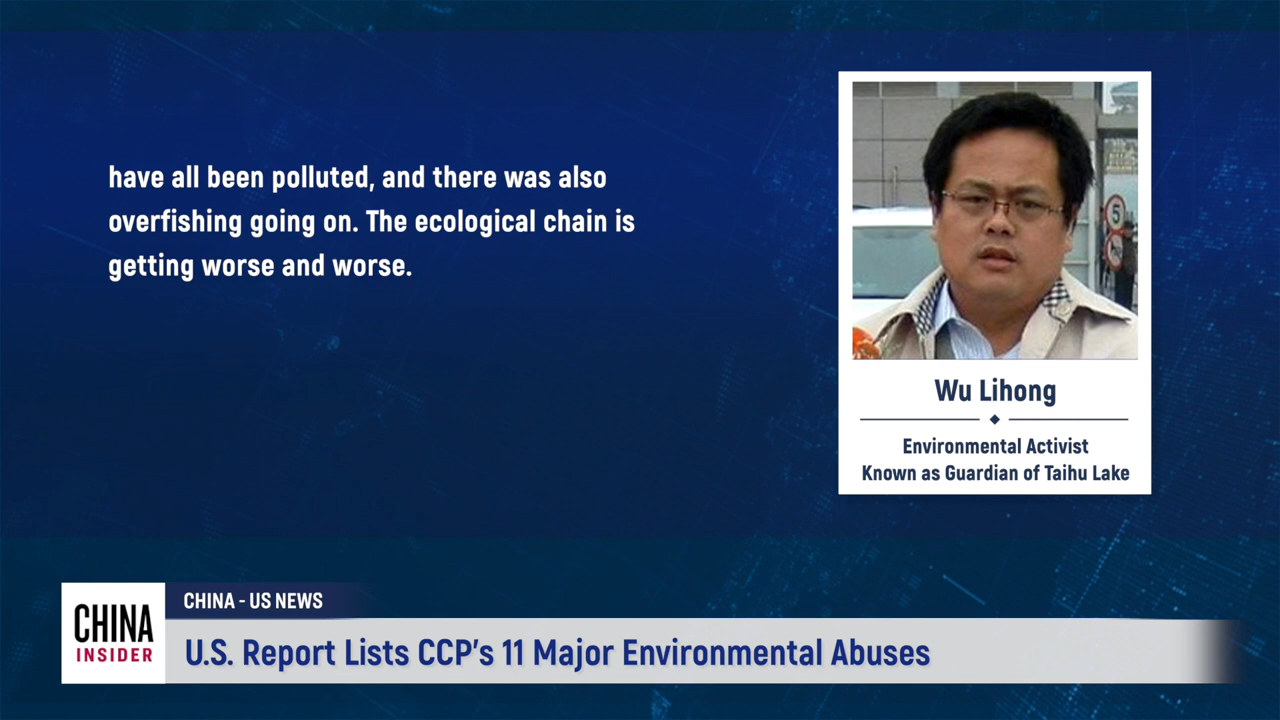 have all been polluted, and there was also
overfishing going on. The ecological chain is
getting worse and worse.
5
Wu Lihong
Environmental Activist
Known as Guardian of Taihu Lake
CHINA
INSIDER
CHINA - US NEWS
U.S. Report Lists CCP's 11 Major Environmental Abuses